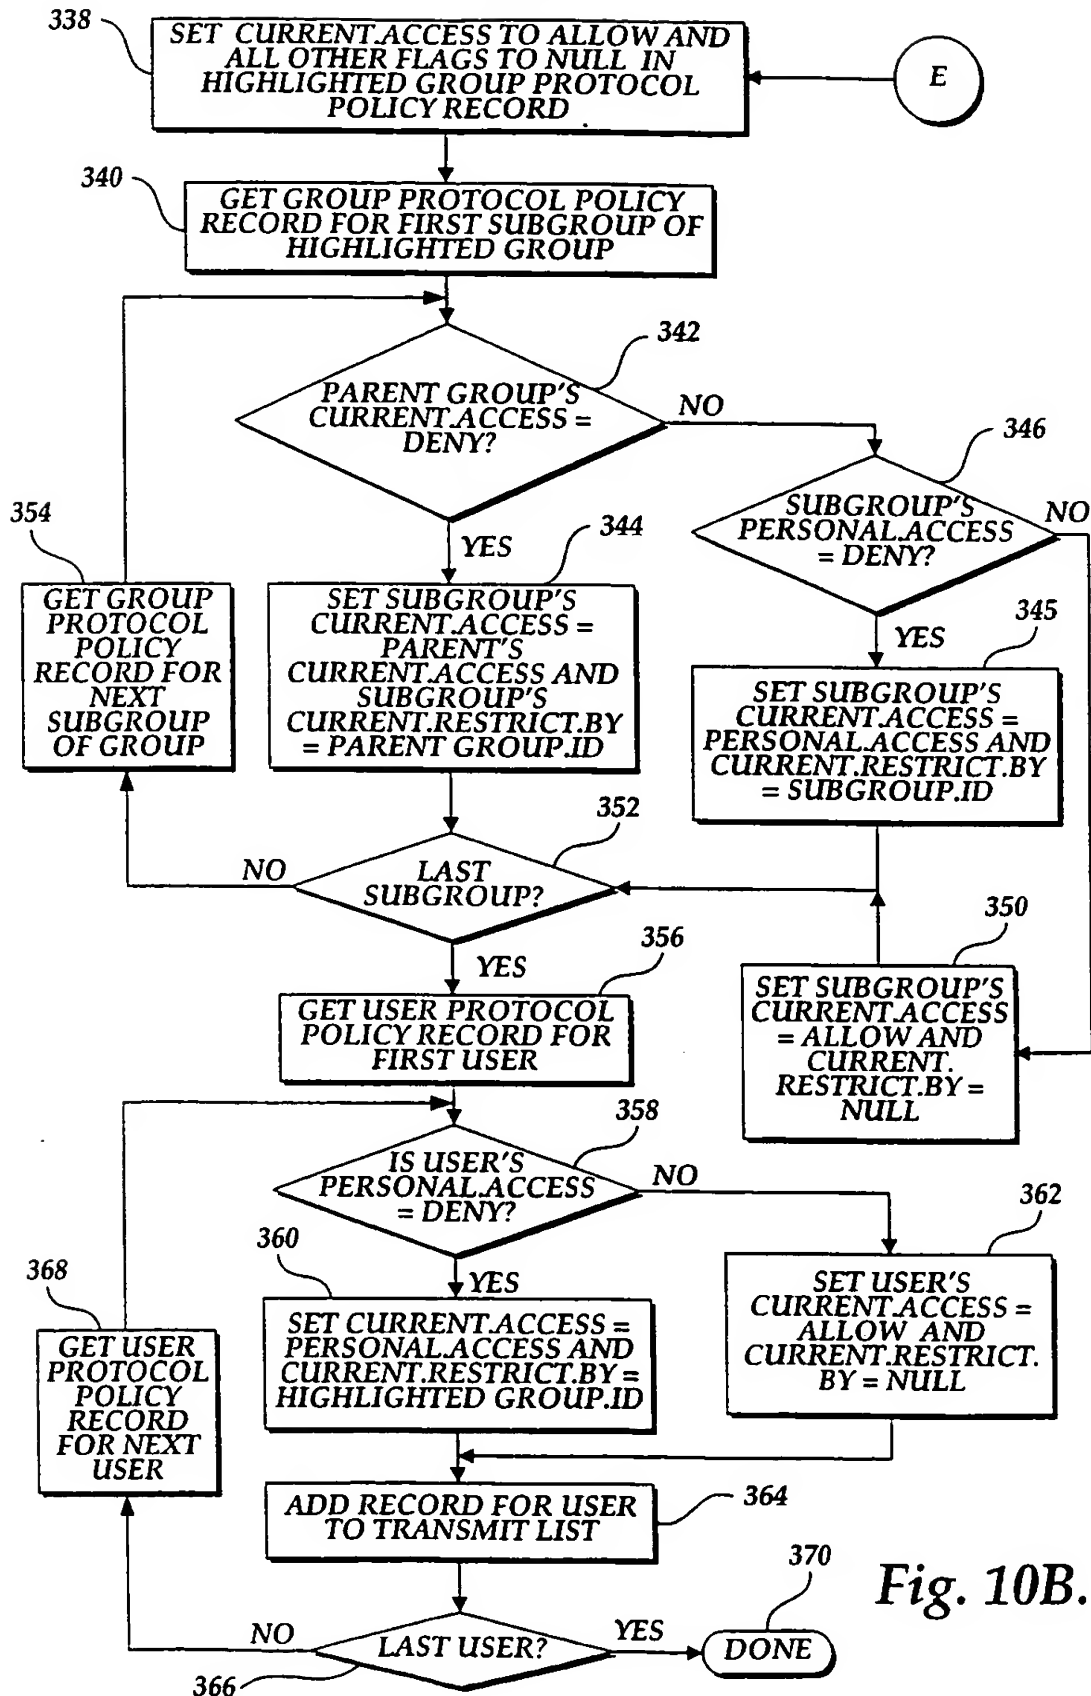 338
SET CURRENT.ACCESS TO ALLOW AND
ALL OTHER FLAGS TO NULL IN
HIGHLIGHTED GROUP PROTOCOL
POLICY RECORD
E
340
GET GROUP PROTOCOL POLICY
RECORD FOR FIRST SUBGROUP OF
HIGHLIGHTED GROUP
342
PARENT GROUP'S
CURRENT.ACCESS =
DENY?
NO
346
SUBGROUP'S
PERSONAL.ACCESS
= DENY?
NO
354
GET GROUP
PROTOCOL
POLICY
RECORD FOR
NEXT
SUBGROUP
OF GROUP
YES
344
SET SUBGROUP'S
CURRENT.ACCESS =
PARENT'S
CURRENT.ACCESS AND
SUBGROUP'S
CURRENT.RESTRICT.BY
= PARENT GROUP.ID
YES
345
SET SUBGROUP'S
CURRENT.ACCESS =
PERSONAL.ACCESS AND
CURRENT.RESTRICT.BY
= SUBGROUP.ID
352
NO
LAST
SUBGROUP?
350
SET SUBGROUP'S
CURRENT.ACCESS
= ALLOW AND
CURRENT.
RESTRICT.BY =
NULL
YES
356
GET USER PROTOCOL
POLICY RECORD FOR
FIRST USER
358
IS USER'S
PERSONAL.ACCESS
= DENY?
NO
362
SET USER'S
CURRENT.ACCESS =
ALLOW AND
CURRENT.RESTRICT.
BY = NULL
360
YES
SET CURRENT.ACCESS =
PERSONAL.ACCESS AND
CURRENT.RESTRICT.BY =
HIGHLIGHTED GROUP.ID
368
GET USER
PROTOCOL
POLICY
RECORD
FOR NEXT
USER
364
ADD RECORD FOR USER
TO TRANSMIT LIST
NO
366
LAST USER?
YES
370
DONE
Fig. 10B.